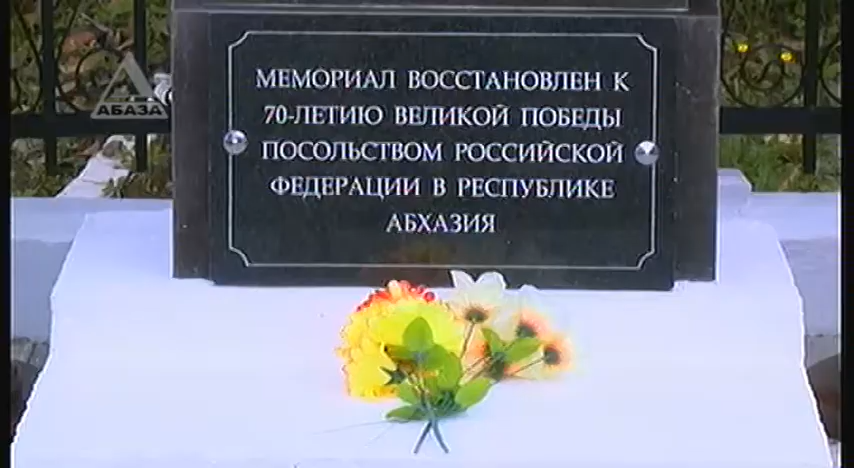 АБАЗА
МЕМОРИАЛ ВОССТАНОВЛЕН К
70-ЛЕТИЮ ВЕЛИКОЙ ПОБЕДЫ
ПОСОЛЬСТВОМ РОССИЙСКОЙ
ФЕДЕРАЦИИ В РЕСПУБЛИКЕ
АБХАЗИЯ